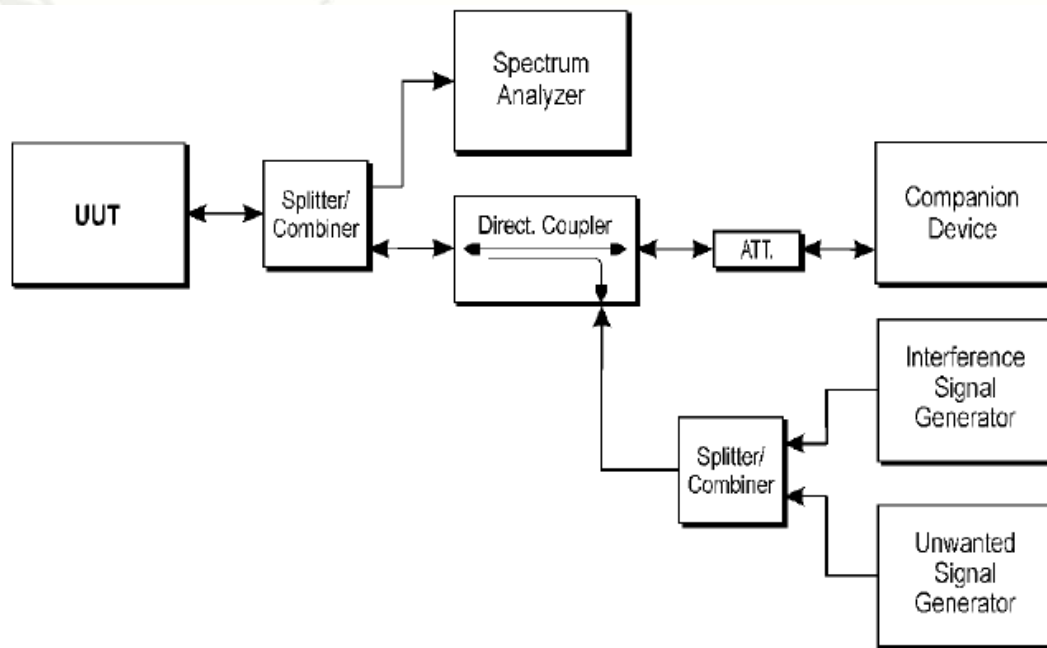 Spectrum
Analyzer
UUT
Splitter/
Combiner
Direct. Coupler
ATT.
Companion
Device
Interference
Signal
Generator
Splitter/
Combiner
Unwanted
Signal
Generator